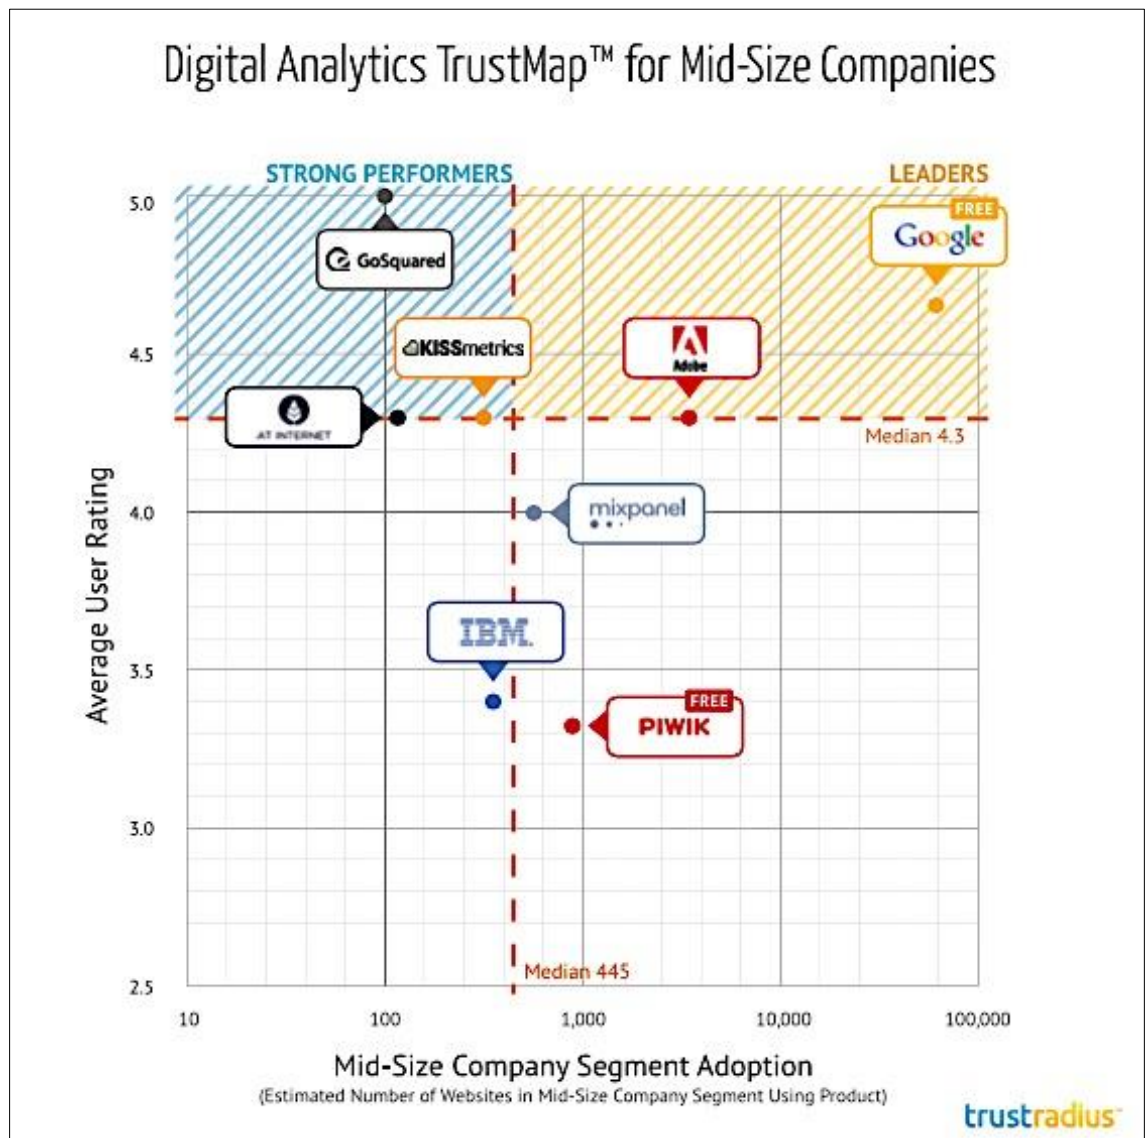 Digital Analytics TrustMap™ for Mid-Size Companies
STRONG PERFORMERS
LEADERS
5.0
FREE
Google
GoSquared
KISSmetrics
Adobe
4.5
AT INTERNET
Median 4.3
mixpanel
4.0
IBM.
3.5
FREE
PIWIK
3.0
Median 445
2.5
Average User Rating
10 100 1,000 10,000 100,000
Mid-Size Company Segment Adoption
(Estimated Number of Websites in Mid-Size Company Segment Using Product)
trustradius